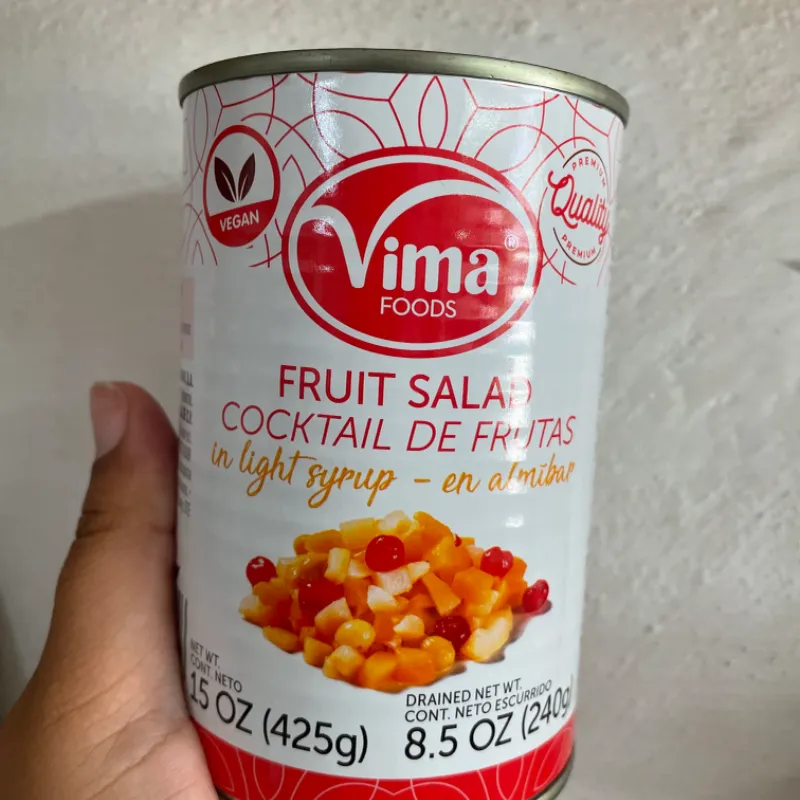 VEGAN
PREMIUM
Quality
PREMIUM
Vima®
FOODS
FRUIT SALAD
COCKTAIL DE FRUTAS
in light syrup - en almíbar
NET WT.
CONT. NETO
15 OZ (425g)
DRAINED NET WT.
CONT. NETO ESCURRIDO
8.5 OZ (240g)